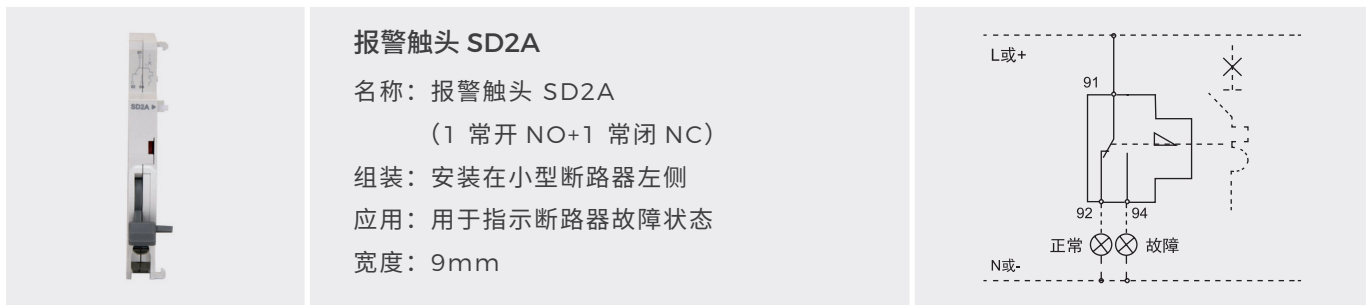 SD2A
报警触头 SD2A
名称：报警触头 SD2A
（1 常开 NO+1 常闭 NC）
组装：安装在小型断路器左侧
应用：用于指示断路器故障状态
宽度：9mm
L或+
91
92
94
正常
故障
N或-